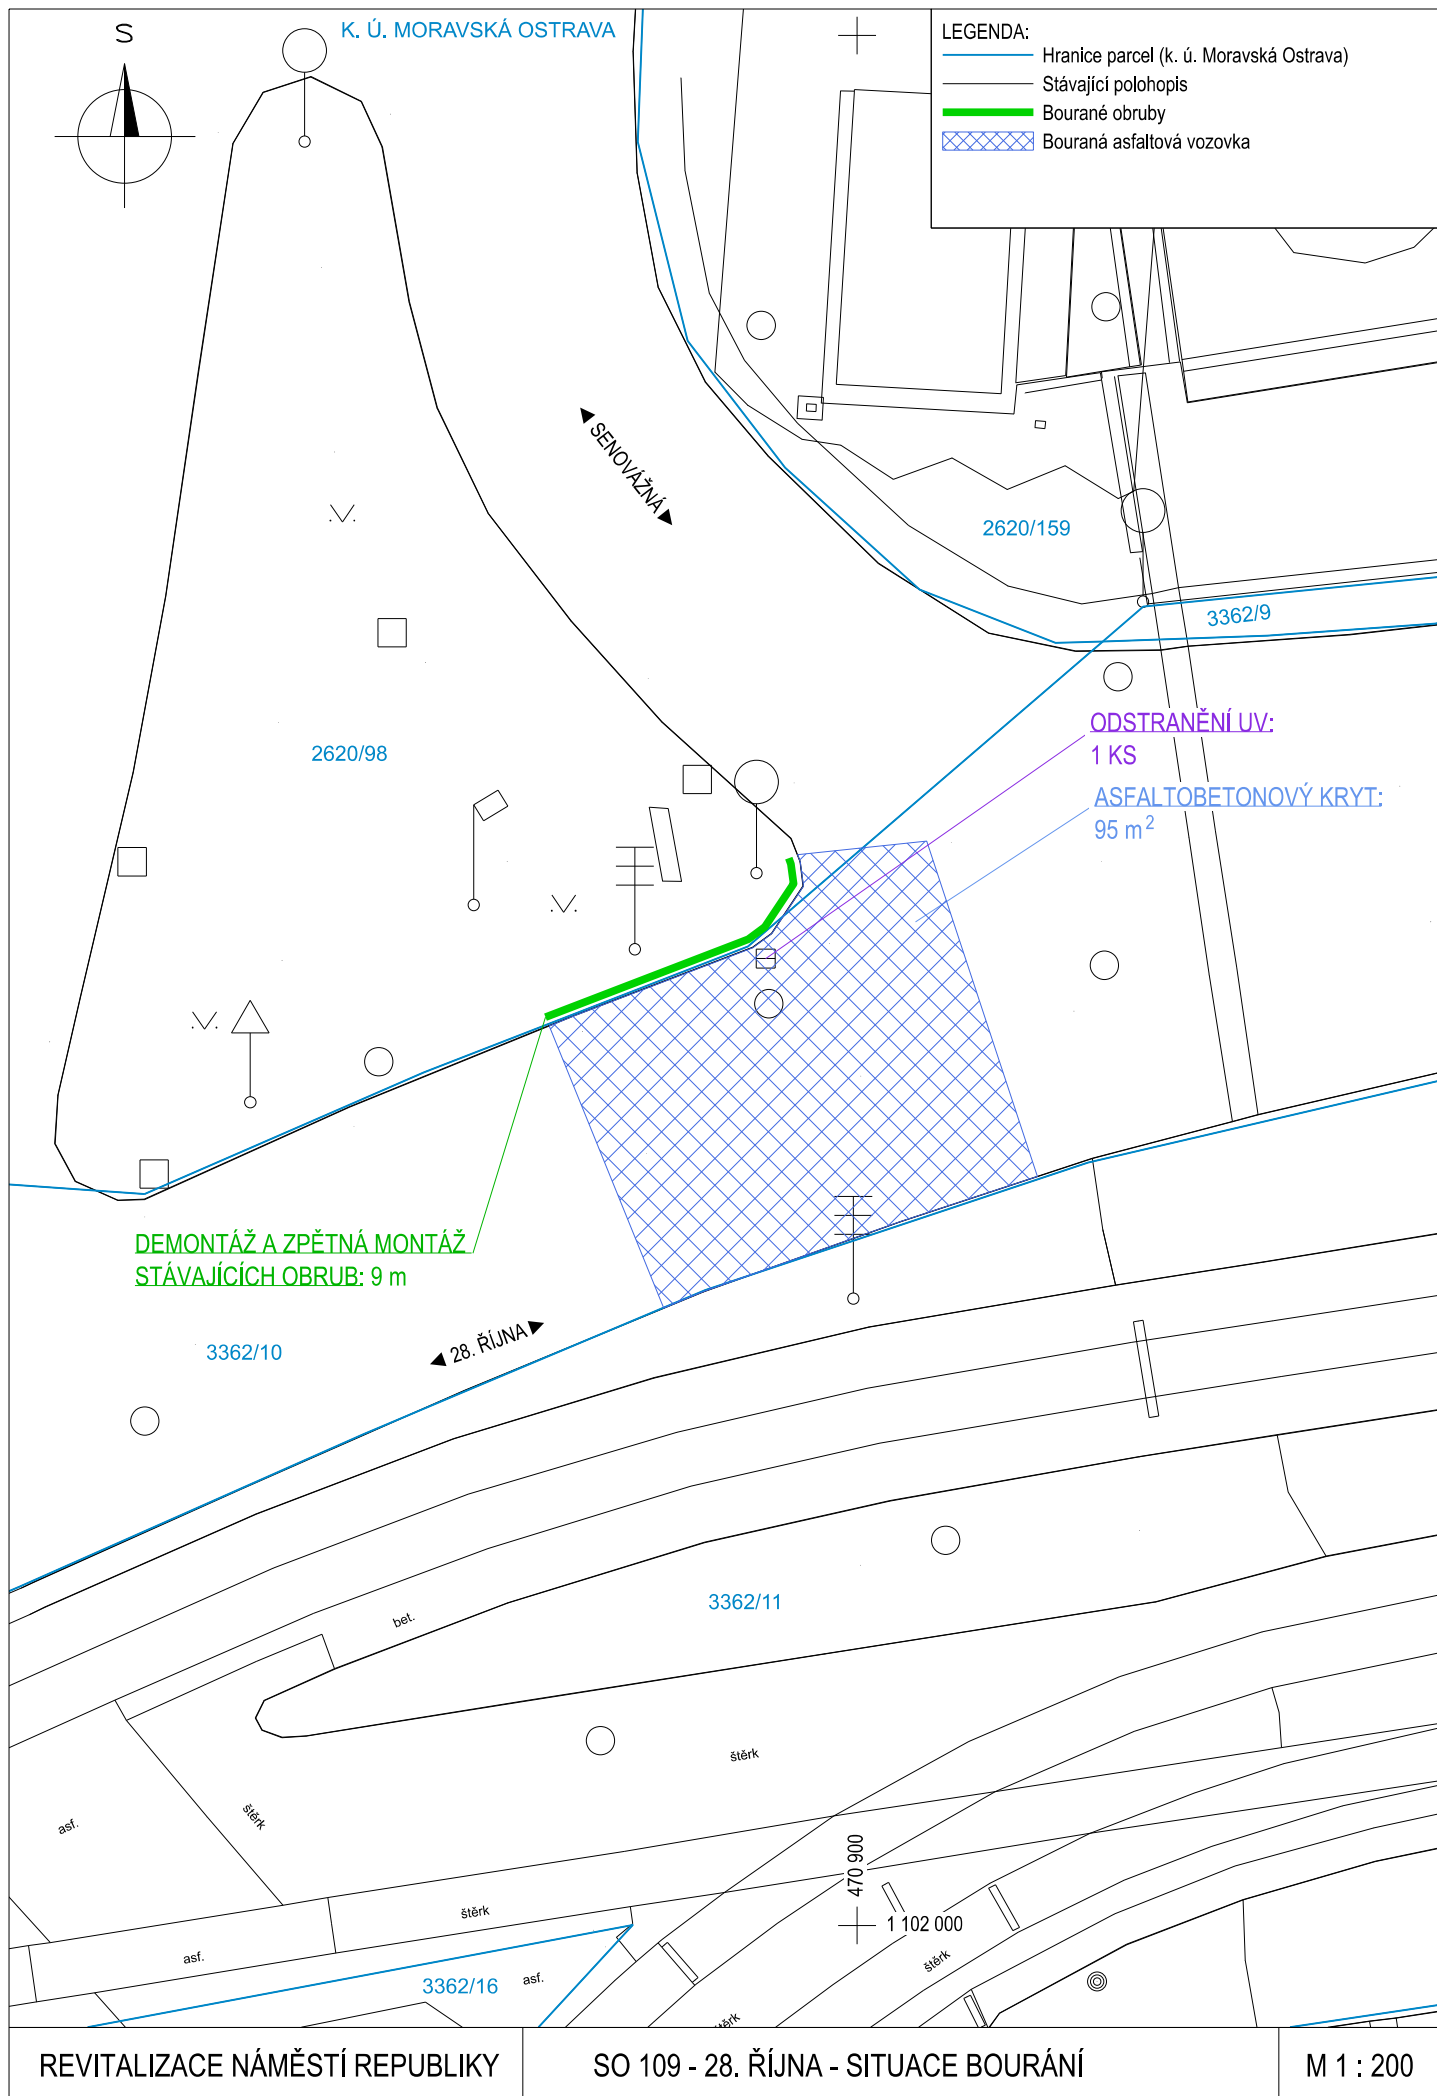 S
K. Ú. MORAVSKÁ OSTRAVA
LEGENDA:
Hranice parcel (k. ú. Moravská Ostrava)
Stávající polohopis
Bourané obruby
Bouraná asfaltová vozovka
SENOVÁŽNÁ
2620/159
3362/9
2620/98
ODSTRANĚNÍ UV:
1 KS
ASFALTOBETONOVÝ KRYT:
95 m²
DEMONTÁŽ A ZPĚTNÁ MONTÁŽ
STÁVAJÍCÍCH OBRUB: 9 m
3362/10
28. ŘÍJNA
3362/11
bet.
štěrk
asf.
štěrk
470 900
1 102 000
štěrk
asf.
3362/16
asf.
štěrk
štěrk
REVITALIZACE NÁMĚSTÍ REPUBLIKY
SO 109 - 28. ŘÍJNA - SITUACE BOURÁNÍ
M 1 : 200